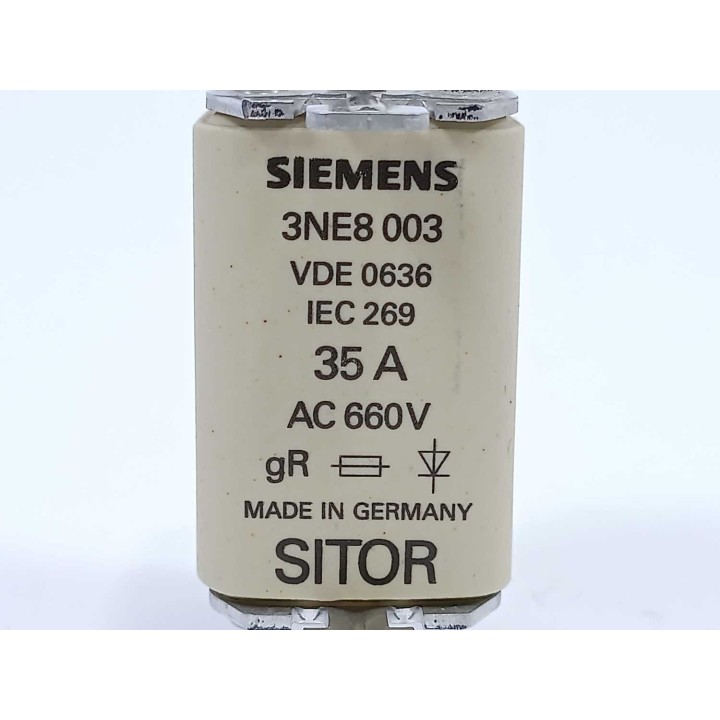 SIEMENS
3NE8 003
VDE 0636
IEC 269
35 A
AC 660V
gR
MADE IN GERMANY
SITOR